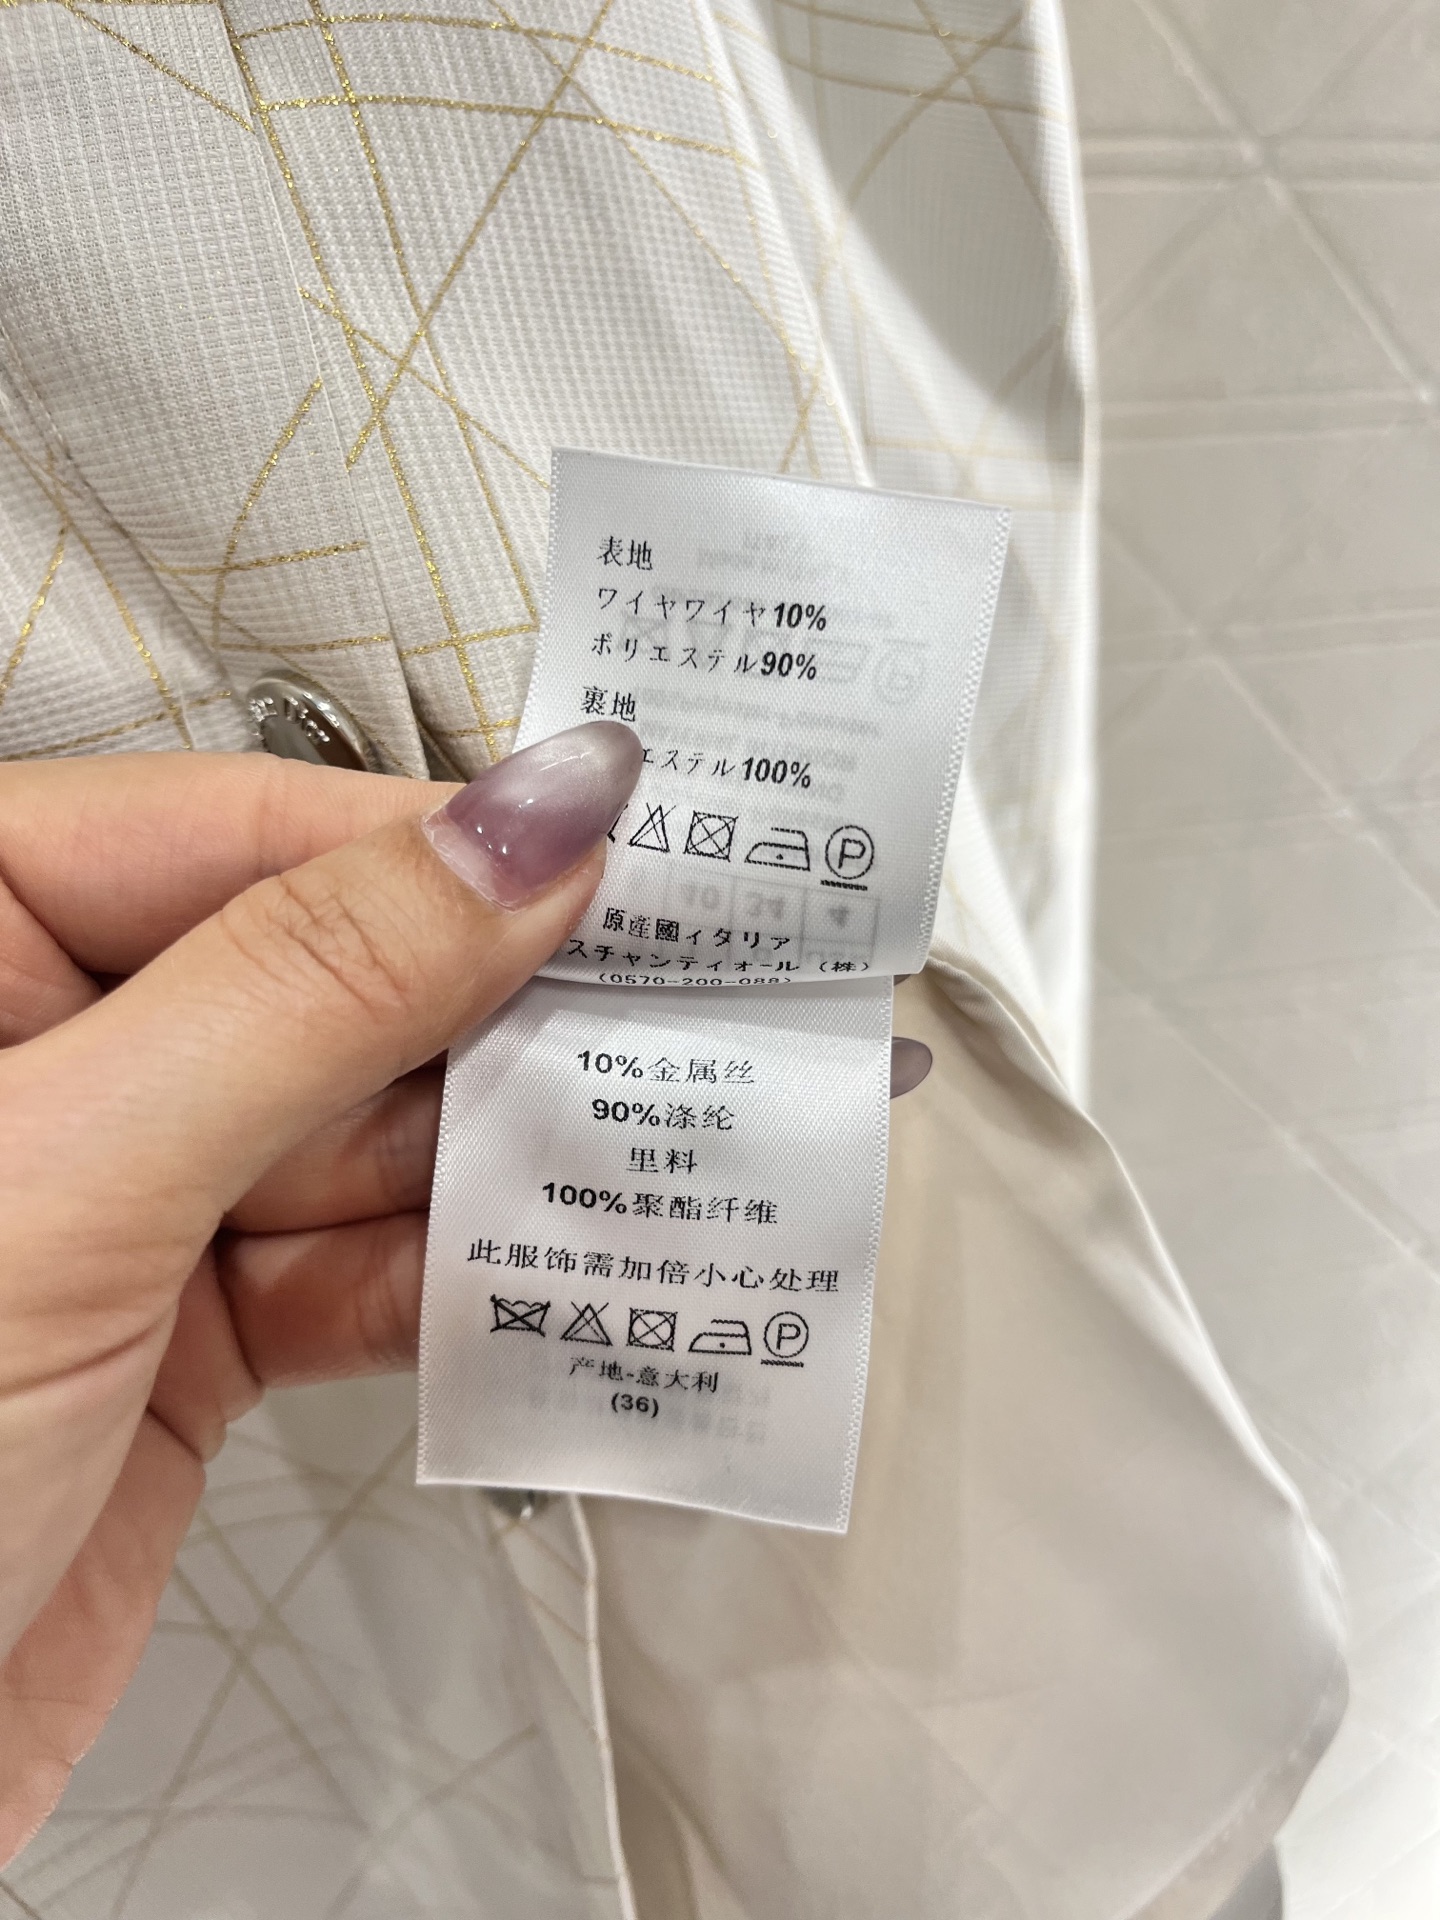 表地
ワイヤワイヤ10%
ポリエステル90%
裏地
エステル100%
P
原産國イタリア
スチャンティオール (株)
(0570-200-088)
10%金属丝
90%涤纶
里料
100%聚酯纤维
此服饰需加倍小心处理
P
产地-意大利
(36)